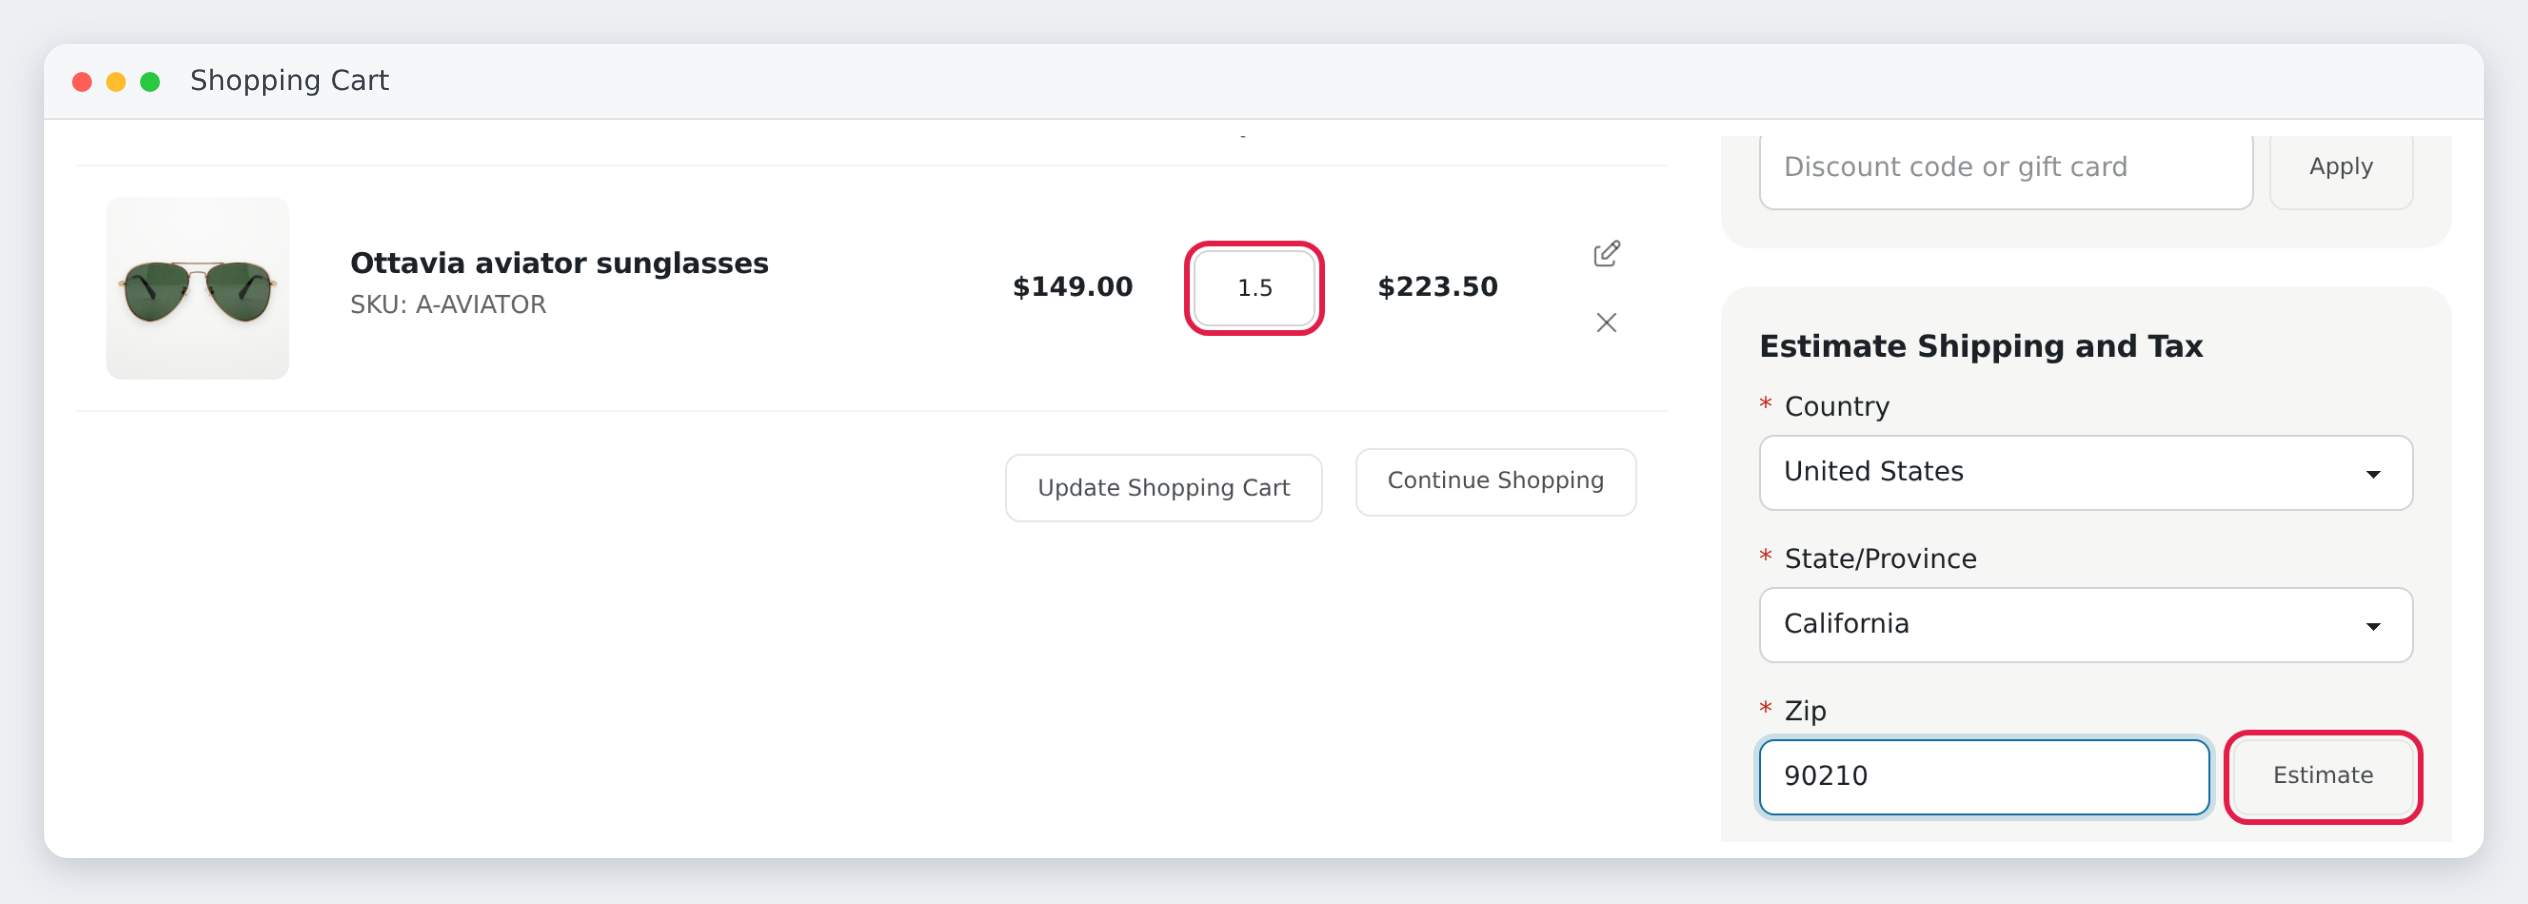 Shopping Cart
Ottavia aviator sunglasses
SKU: A-AVIATOR
$149.00
1.5
$223.50
Update Shopping Cart
Continue Shopping
Discount code or gift card
Apply
Estimate Shipping and Tax
* Country
United States
* State/Province
California
* Zip
90210
Estimate